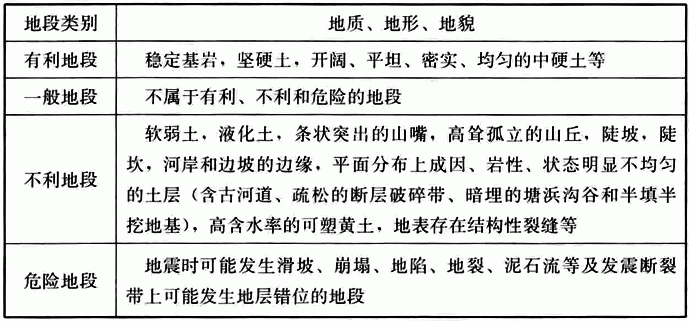 地段类别 地质、地形、地貌
有利地段 稳定基岩，坚硬土，开阔、平坦、密实、均匀的中硬土等
一般地段 不属于有利、不利和危险的地段
不利地段 软弱土，液化土，条状突出的山嘴，高耸孤立的山丘，陡坡，陡
坎，河岸和边坡的边缘，平面分布上成因、岩性、状态明显不均匀
的土层（含古河道、疏松的断层破碎带、暗埋的塘浜沟谷和半填半
挖地基），高含水率的可塑黄土，地表存在结构性裂缝等
危险地段 地震时可能发生滑坡、崩塌、地陷、地裂、泥石流等及发震断裂
带上可能发生地层错位的地段